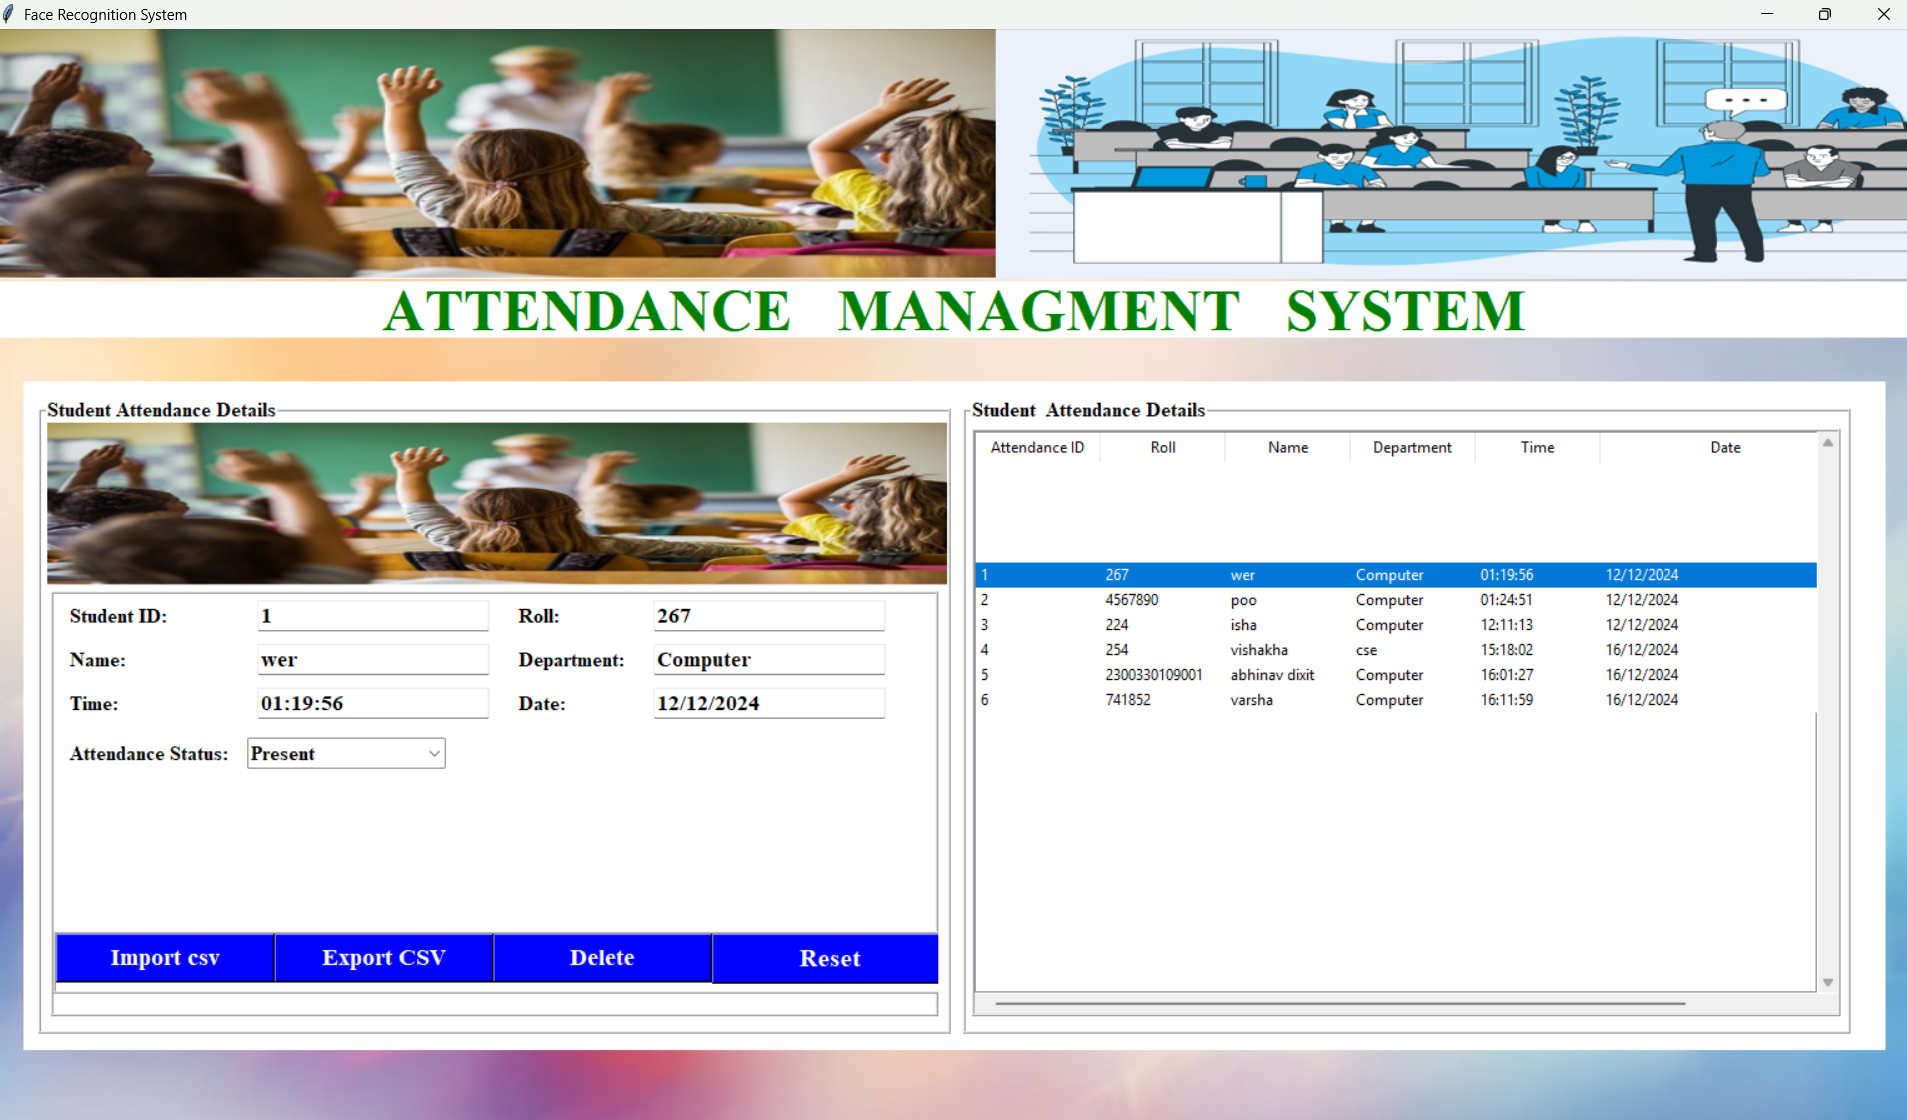 Face Recognition System
ATTENDANCE MANAGMENT SYSTEM
Student Attendance Details
Student ID: 1 Roll: 267
Name: wer Department: Computer
Time: 01:19:56 Date: 12/12/2024
Attendance Status: Present
Import csv Export CSV Delete Reset
Student Attendance Details
Attendance ID Roll Name Department Time Date
1 267 wer Computer 01:19:56 12/12/2024
2 4567890 poo Computer 01:24:51 12/12/2024
3 224 isha Computer 12:11:13 12/12/2024
4 254 vishakha cse 15:18:02 16/12/2024
5 2300330109001 abhinav dixit Computer 16:01:27 16/12/2024
6 741852 varsha Computer 16:11:59 16/12/2024